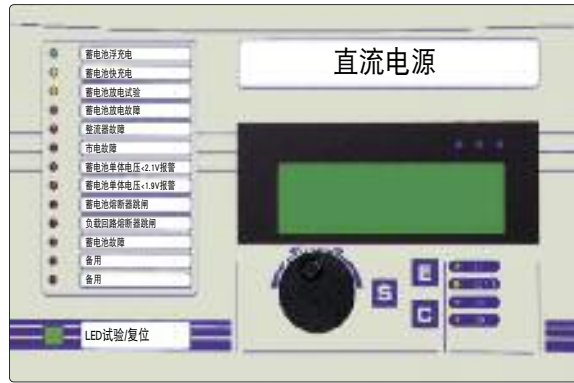 直流电源
蓄电池浮充电
蓄电池快充电
蓄电池放电试验
蓄电池放电故障
整流器故障
市电故障
蓄电池单体电压<2.1V报警
蓄电池单体电压<1.9V报警
蓄电池熔断器跳闸
负载回路熔断器跳闸
蓄电池故障
备用
备用
E
S
C
LED试验/复位